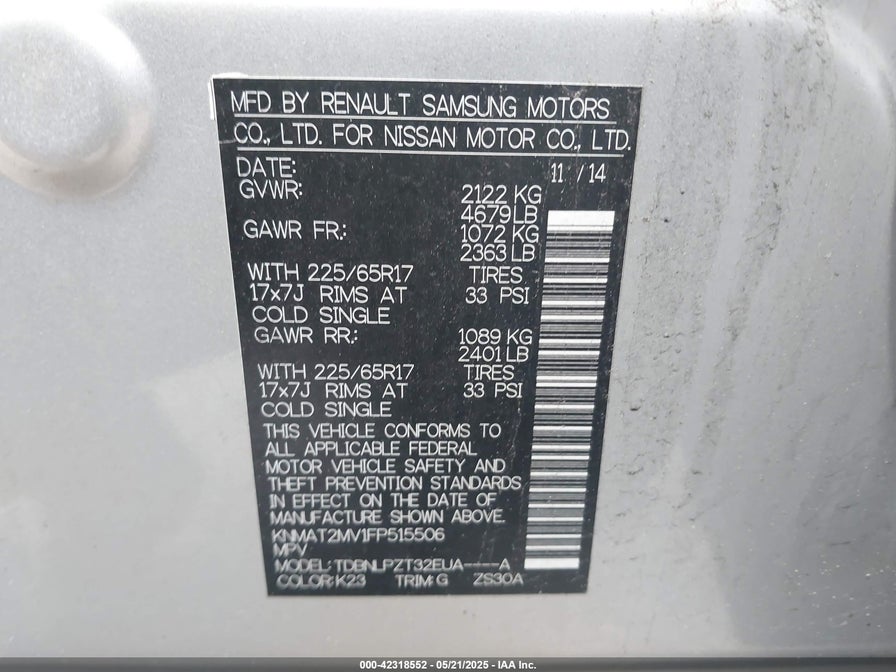 MFD BY RENAULT SAMSUNG MOTORS
CO., LTD. FOR NISSAN MOTOR CO., LTD.
DATE: 11 / 14
GVWR: 2122 KG
4679 LB
GAWR FR.: 1072 KG
2363 LB
WITH 225/65R17 TIRES
17x7J RIMS AT 33 PSI
COLD SINGLE
GAWR RR.: 1089 KG
2401 LB
WITH 225/65R17 TIRES
17x7J RIMS AT 33 PSI
COLD SINGLE
THIS VEHICLE CONFORMS TO
ALL APPLICABLE FEDERAL
MOTOR VEHICLE SAFETY AND
THEFT PREVENTION STANDARDS
IN EFFECT ON THE DATE OF
MANUFACTURE SHOWN ABOVE.
KNMAT2MV1FP515506
MPV
MODEL: TDBNLPZT32EUA----A
COLOR: K23 TRIM: G ZS30A
000-42318552 — 05/21/2025 — IAA Inc.